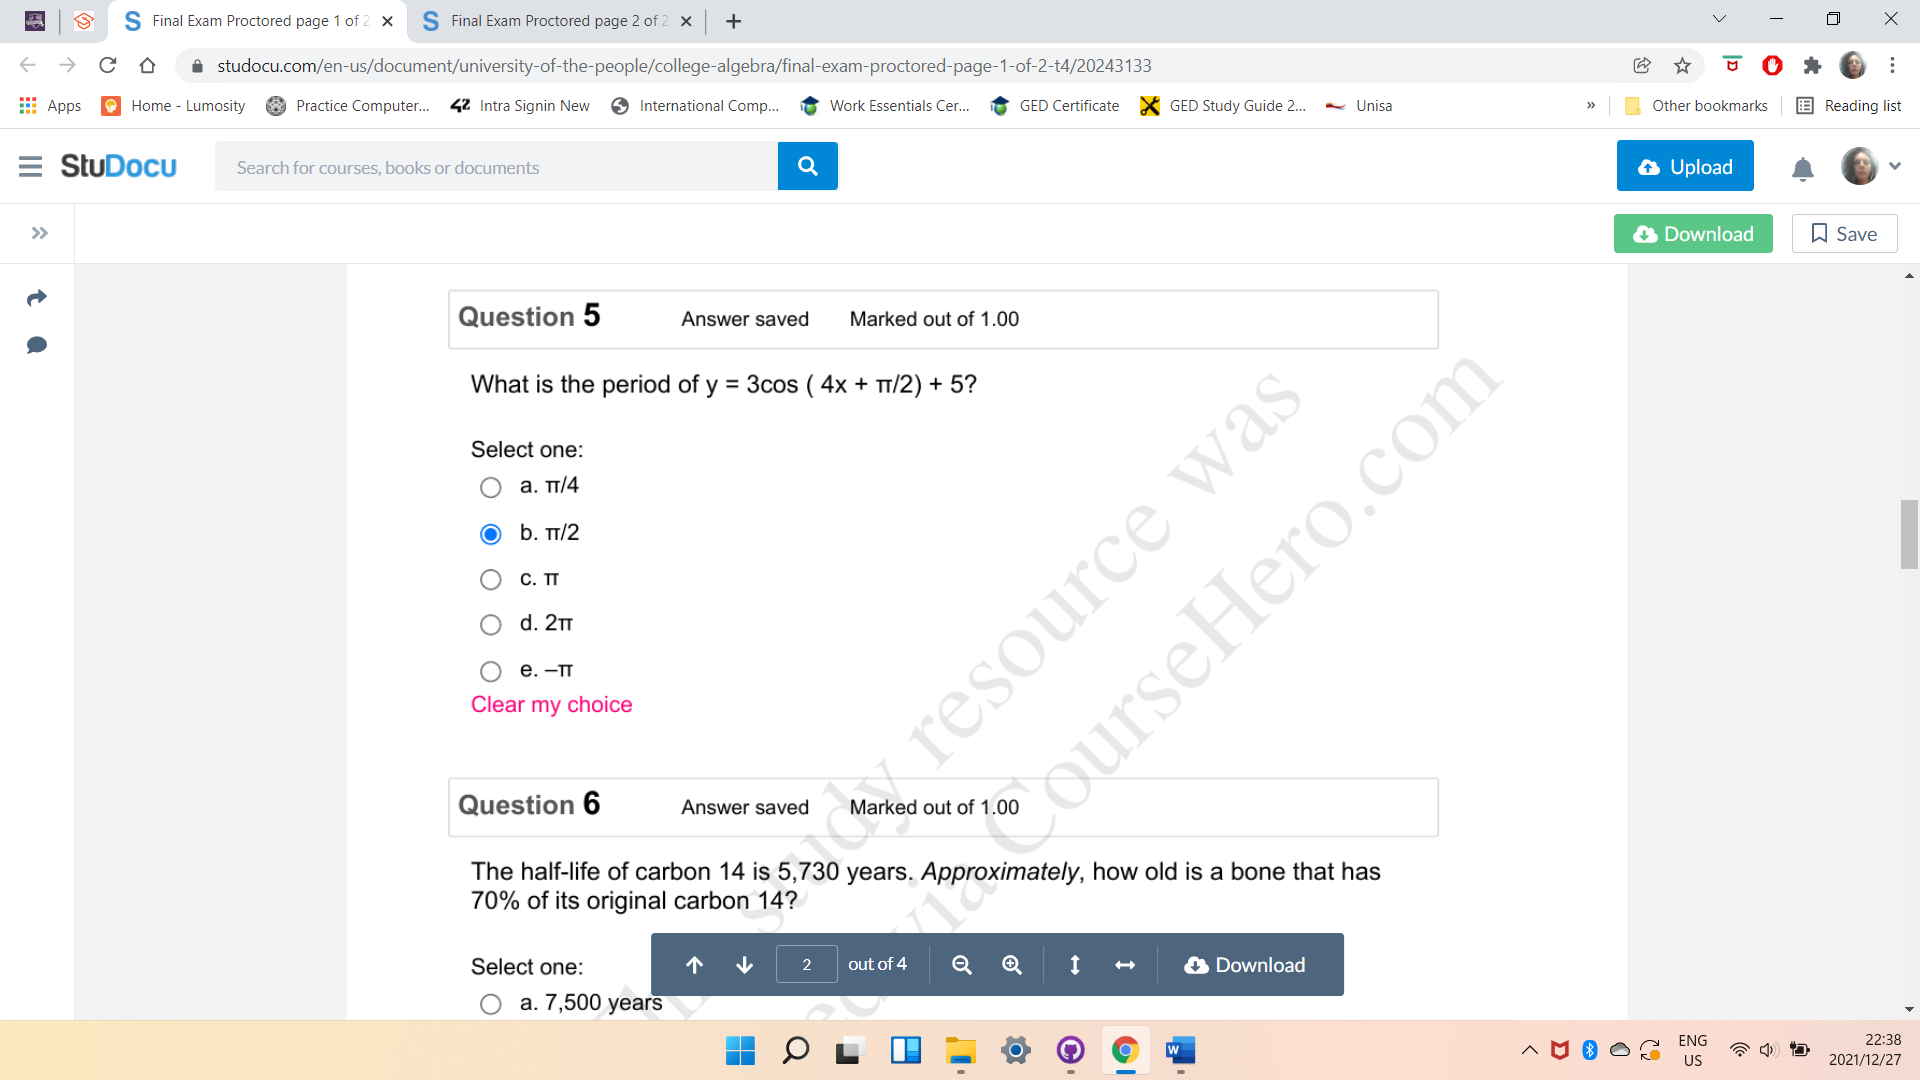 Final Exam Proctored page 1 of 2
Final Exam Proctored page 2 of 2
studocu.com/en-us/document/university-of-the-people/college-algebra/final-exam-proctored-page-1-of-2-t4/20243133
Apps
Home - Lumosity
Practice Computer...
Intra Signin New
International Comp...
Work Essentials Cer...
GED Certificate
GED Study Guide 2...
Unisa
»
Other bookmarks
Reading list
StuDocu
Search for courses, books or documents
Upload
Download
Save
Question 5 Answer saved Marked out of 1.00
What is the period of y = 3cos ( 4x + π/2) + 5?
Select one:
a. π/4
b. π/2
c. π
d. 2π
e. –π
Clear my choice
study resource was
via CourseHero.com
Question 6 Answer saved Marked out of 1.00
The half-life of carbon 14 is 5,730 years. Approximately, how old is a bone that has
70% of its original carbon 14?
Select one:
2 out of 4
Download
a. 7,500 years
ENG
US
22:38
2021/12/27